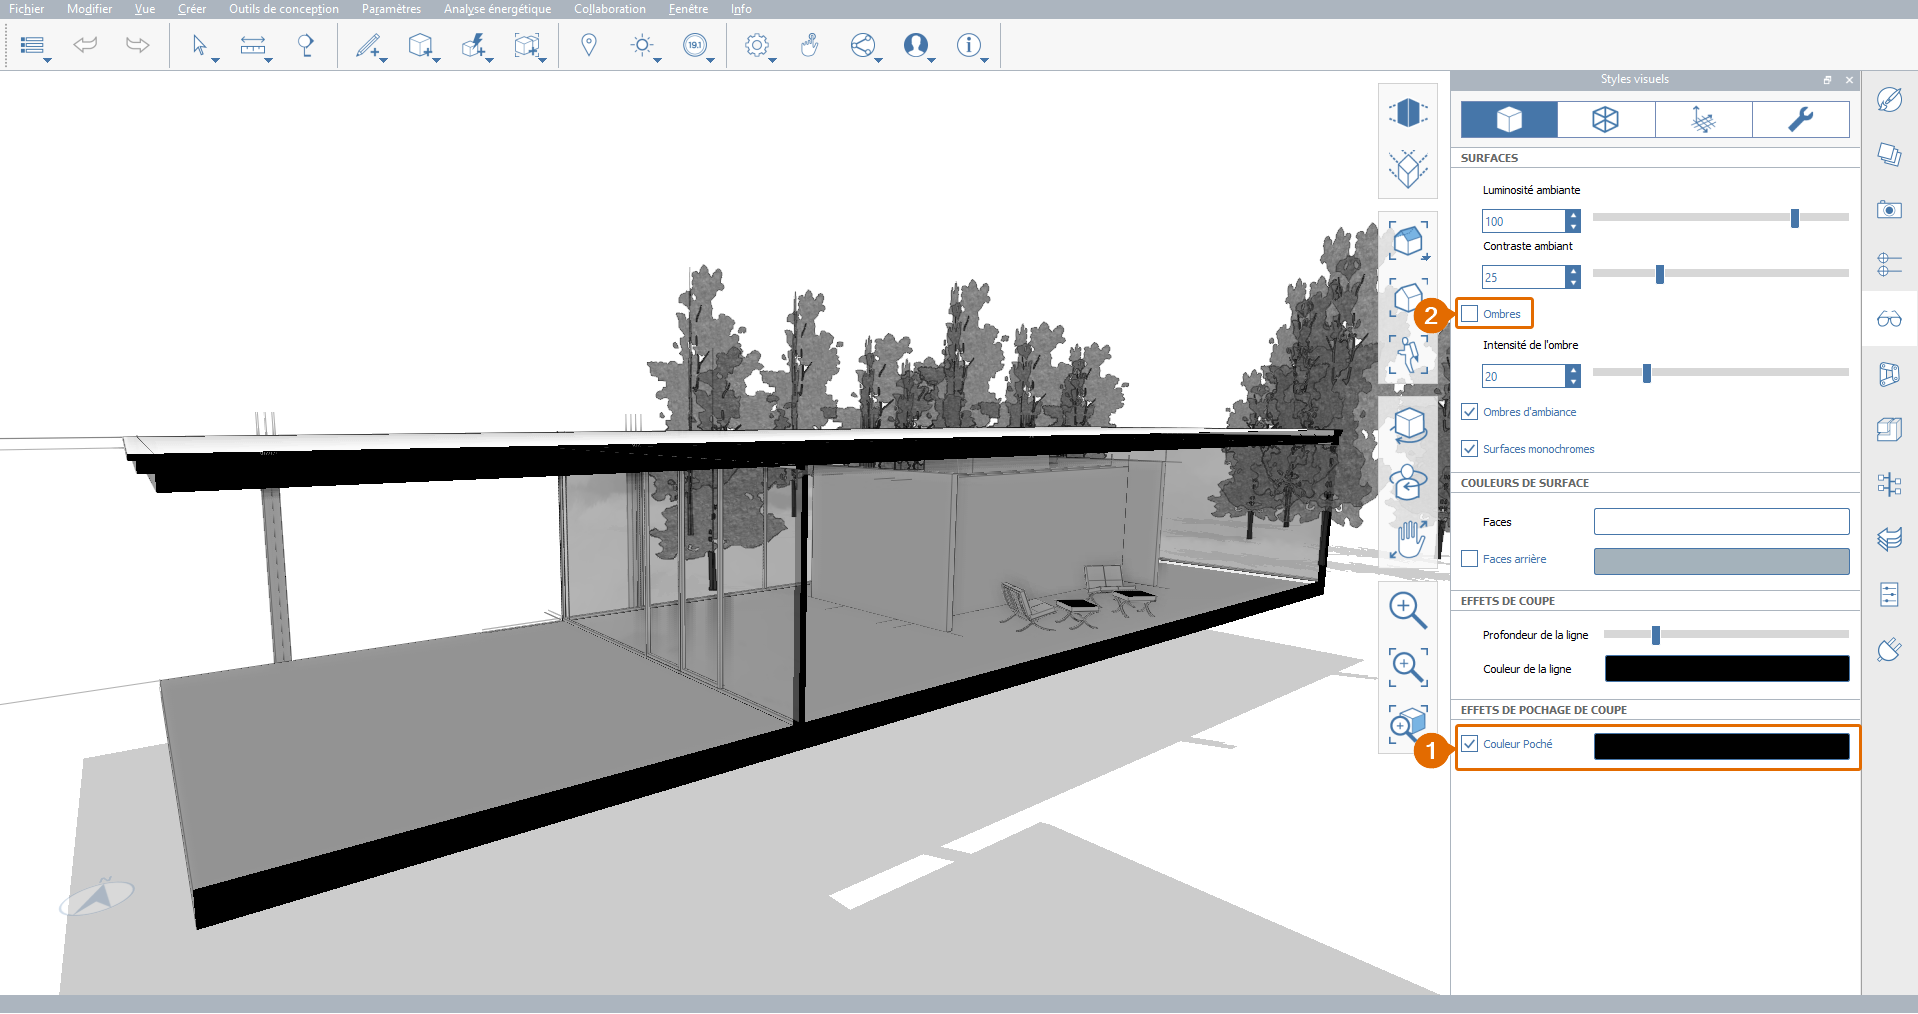 Fichier Modifier Vue Créer Outils de conception Paramètres Analyse énergétique Collaboration Fenêtre Info
19.1
Styles visuels
SURFACES
Luminosité ambiante
100
Contraste ambiant
25
2
Ombres
Intensité de l'ombre
20
Ombres d'ambiance
Surfaces monochromes
COULEURS DE SURFACE
Faces
Faces arrière
EFFETS DE COUPE
Profondeur de la ligne
Couleur de la ligne
EFFETS DE POCHAGE DE COUPE
1
Couleur Poché